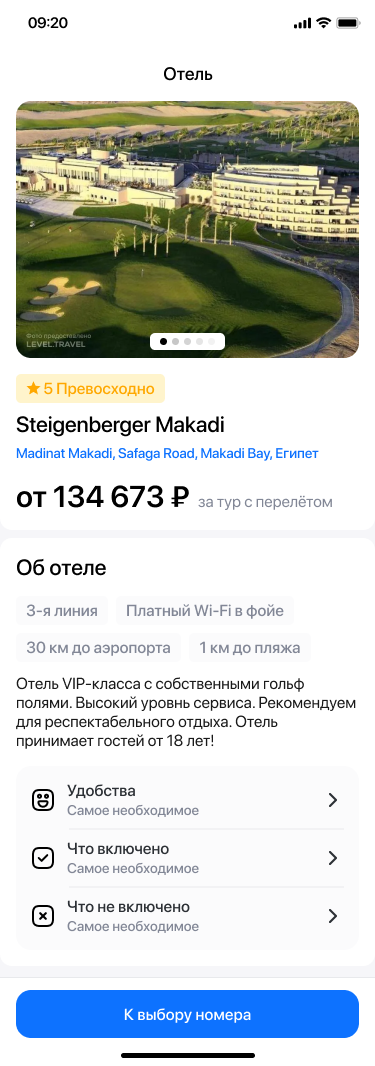 09:20
Отель
Фото предоставлено
LEVEL.TRAVEL
5 Превосходно
Steigenberger Makadi
Madinat Makadi, Safaga Road, Makadi Bay, Египет
от 134 673 ₽ за тур с перелётом
Об отеле
3-я линия Платный Wi-Fi в фойе
30 км до аэропорта 1 км до пляжа
Отель VIP-класса с собственными гольф
полями. Высокий уровень сервиса. Рекомендуем
для респектабельного отдыха. Отель
принимает гостей от 18 лет!
Удобства
Самое необходимое
Что включено
Самое необходимое
Что не включено
Самое необходимое
К выбору номера